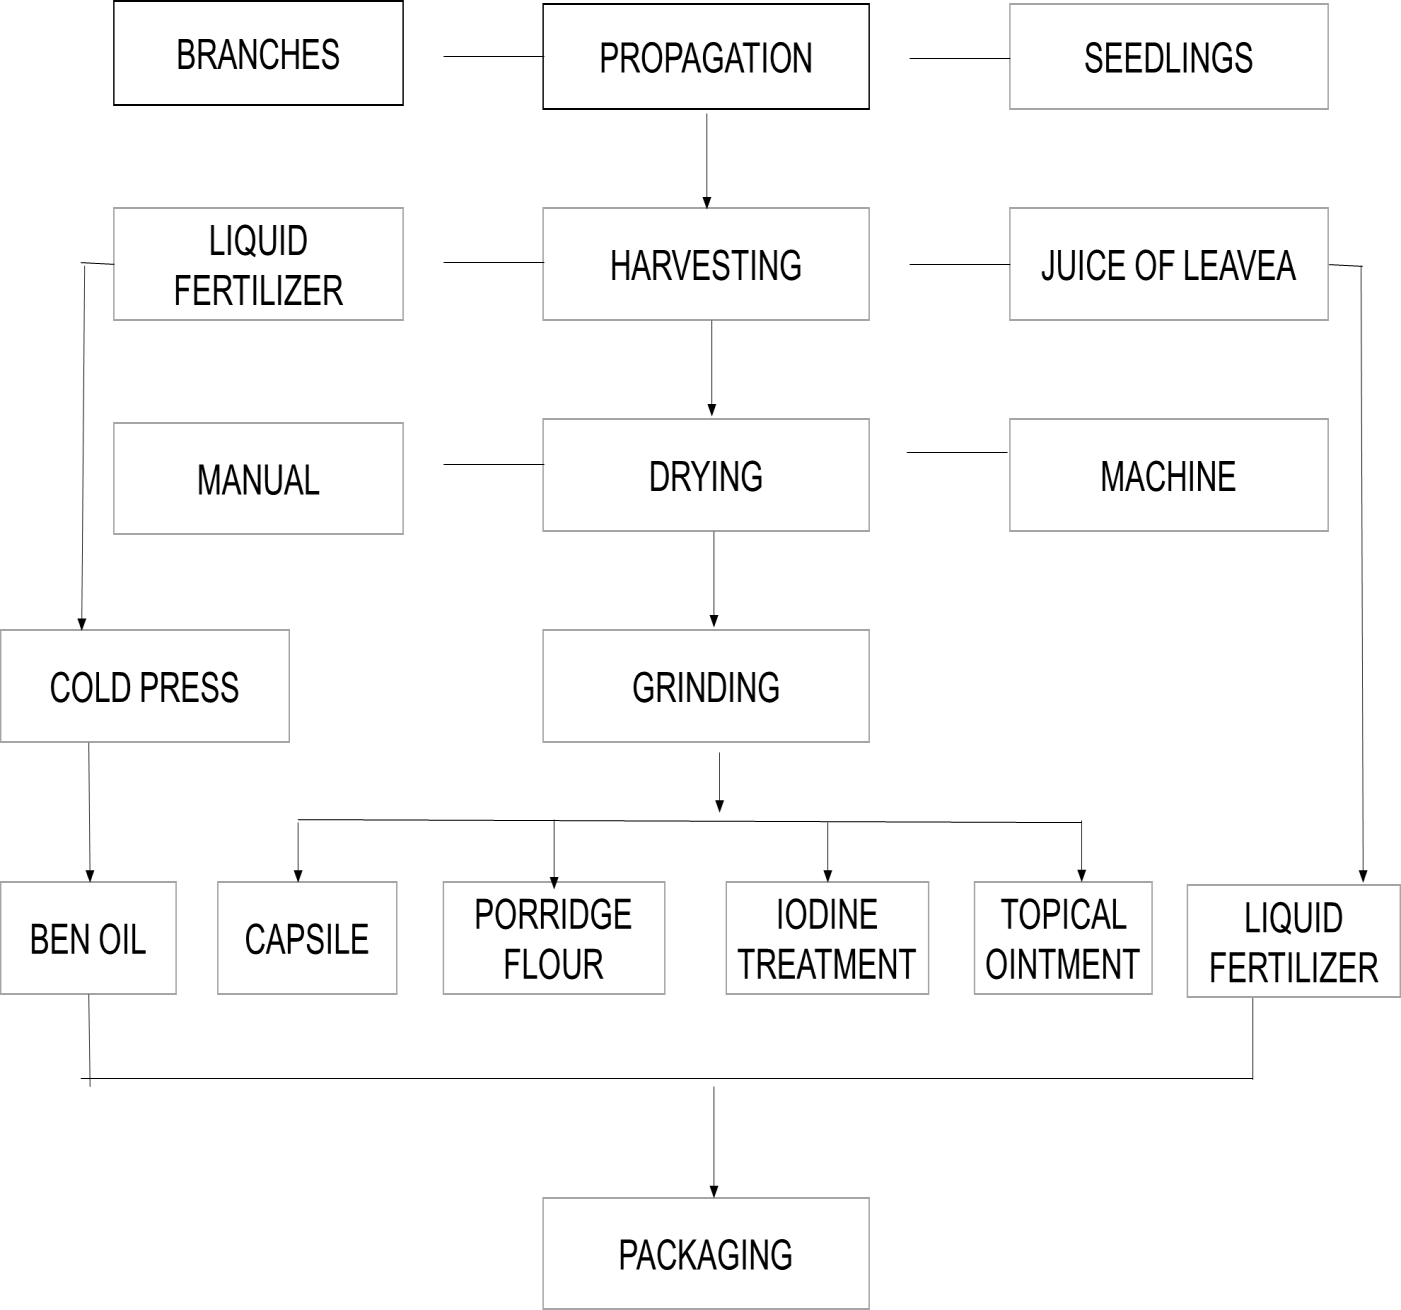 BRANCHES
PROPAGATION
SEEDLINGS
LIQUID
FERTILIZER
HARVESTING
JUICE OF LEAVEA
MANUAL
DRYING
MACHINE
COLD PRESS
GRINDING
BEN OIL
CAPSILE
PORRIDGE
FLOUR
IODINE
TREATMENT
TOPICAL
OINTMENT
LIQUID
FERTILIZER
PACKAGING